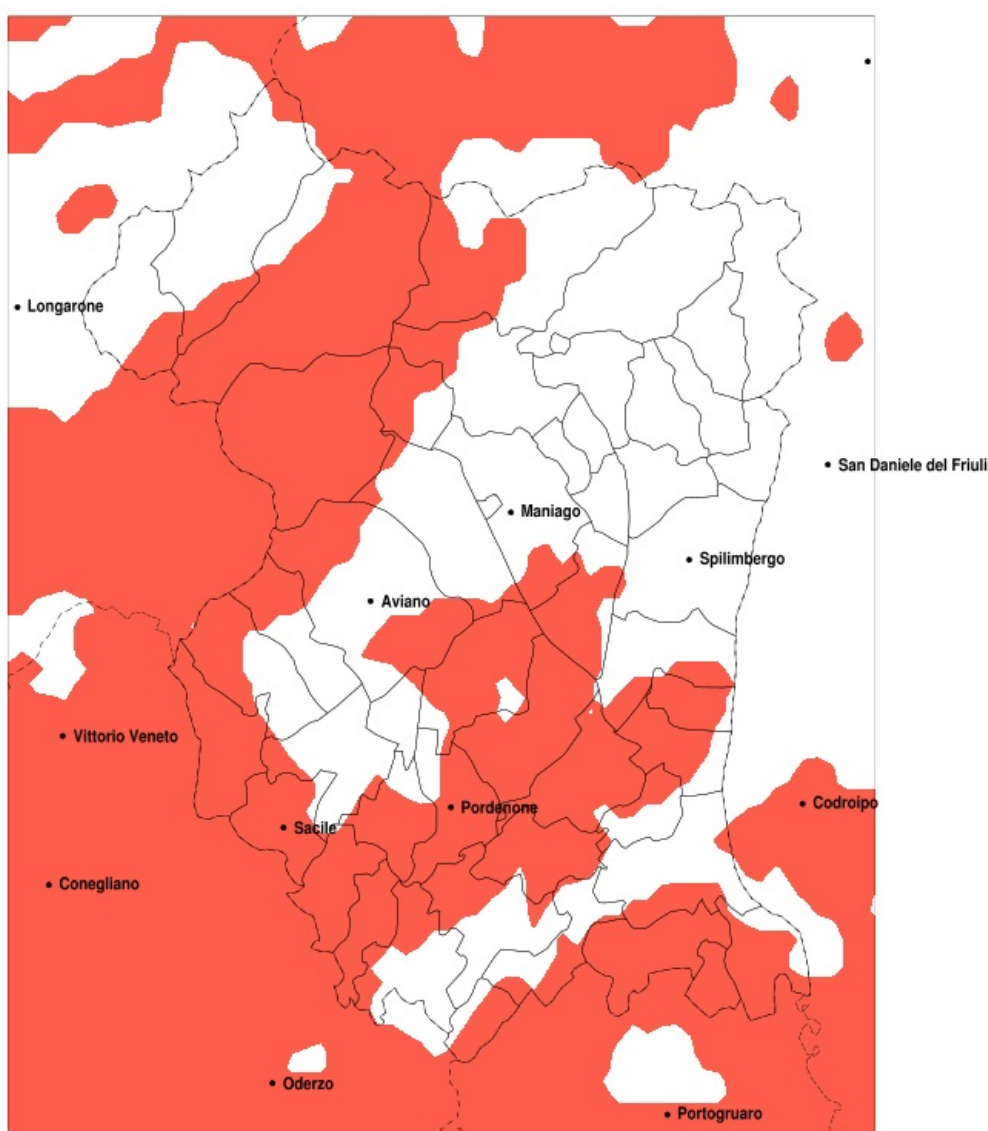 Longarone
San Daniele del Friuli
Maniago
Spilimbergo
Aviano
Vittorio Veneto
Codroipo
Pordenone
Sacile
Conegliano
Oderzo
Portogruaro